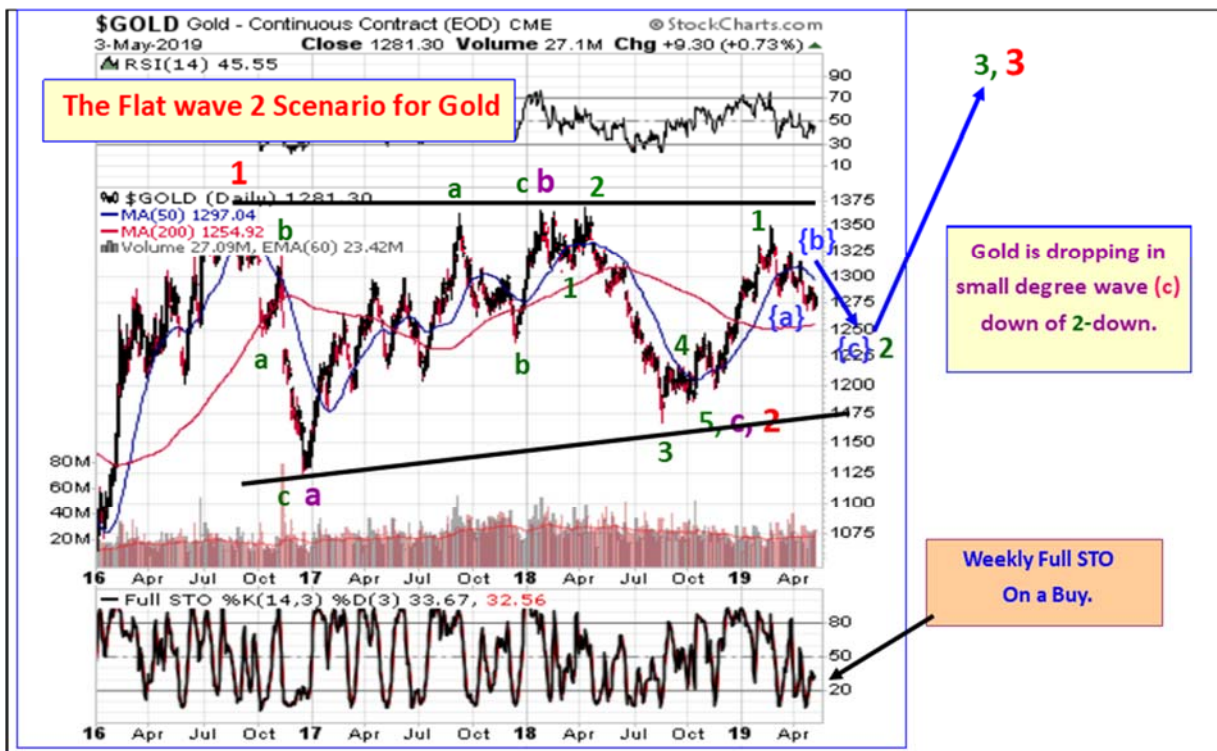 $GOLD Gold - Continuous Contract (EOD) CME © StockCharts.com
3-May-2019 Close 1281.30 Volume 27.1M Chg +9.30 (+0.73%)
RSI(14) 45.55
The Flat wave 2 Scenario for Gold
90
70
50
30
10
3, 3
1
a
c b 2
$GOLD (Daily) 1281.30
MA(50) 1297.04
MA(200) 1254.92
Volume 27.09M, EMA(60) 23.42M
b
1
{b}
1
{a}
a
b
4
{c} 2
5, c, 2
3
c a
1375
1350
1325
1300
1275
1250
1225
1200
1175
1150
1125
1100
1075
80M
60M
40M
20M
Gold is dropping in
small degree wave (c)
down of 2-down.
16 Apr Jul Oct 17 Apr Jul Oct 18 Apr Jul Oct 19 Apr
Weekly Full STO
On a Buy.
Full STO %K(14,3) %D(3) 33.67, 32.56
80
50
20
16 Apr Jul Oct 17 Apr Jul Oct 18 Apr Jul Oct 19 Apr